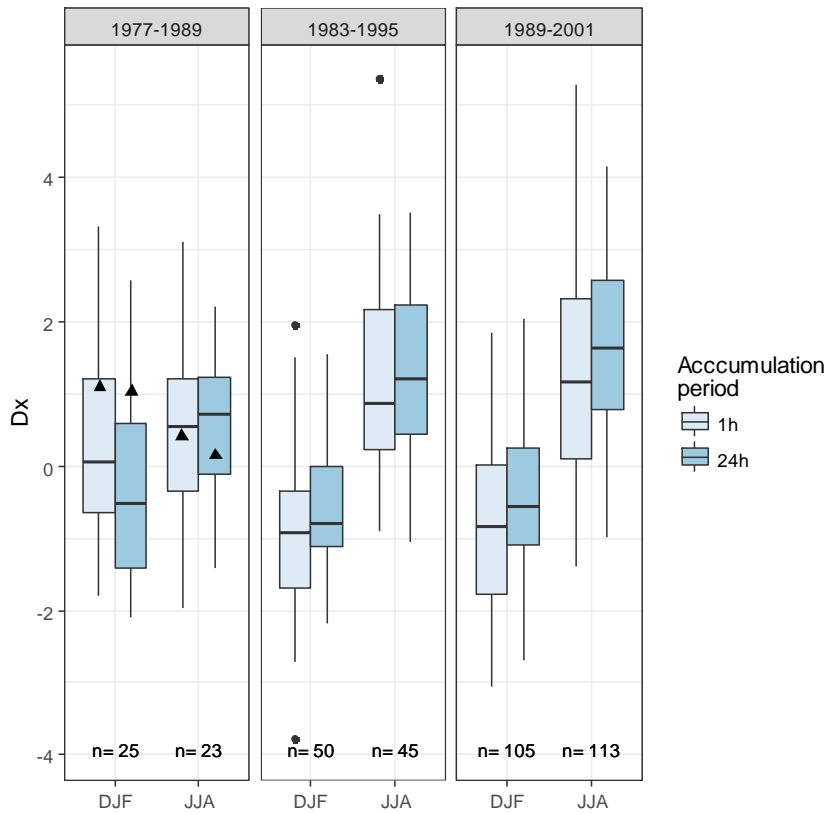 1977-1989
1983-1995
1989-2001
Dx
4
2
0
-2
-4
n= 25
n= 23
n= 50
n= 45
n= 105
n= 113
DJF
JJA
DJF
JJA
DJF
JJA
Acccumulation
period
1h
24h